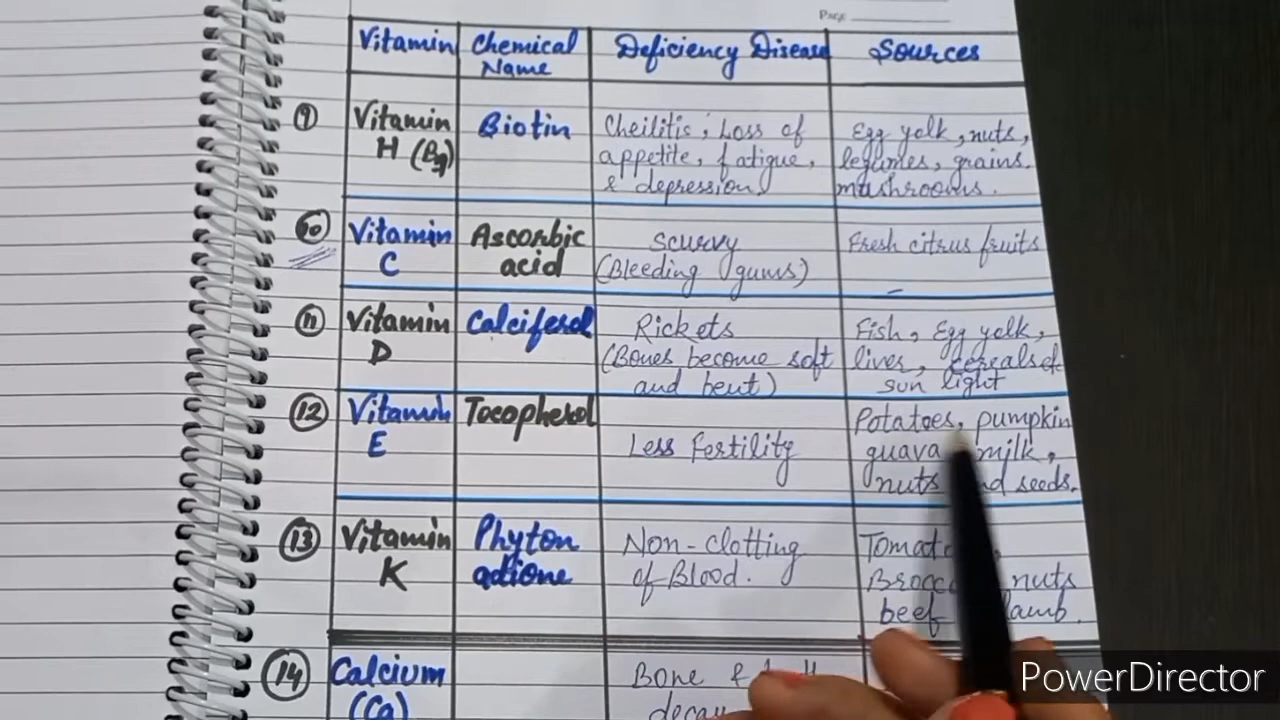 PAGE
Vitamin Chemical Name Deficiency Disease Sources
9 Vitamin H (B7) Biotin Cheilitis, Loss of appetite, fatigue, & depression. Egg yolk, nuts, legumes, grains, mushrooms.
10 Vitamin C Ascorbic acid Scurvy (Bleeding gums) Fresh citrus fruits
11 Vitamin D Calciferol Rickets (Bones become soft and bent) Fish, Egg yolk, liver, cereals & sun light
12 Vitamin E Tocopherol Less Fertility Potatoes, pumpkin guava milk, nuts and seeds.
13 Vitamin K Phyton adione Non-clotting of Blood. nuts beef lamb.
14 Calcium (Ca) Bone &
PowerDirector